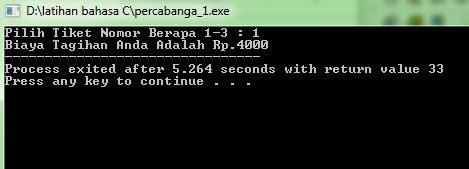 D:\latihan bahasa C\percabanga_1.exe
Pilih Tiket Nomor Berapa 1-3 : 1
Biaya Tagihan Anda Adalah Rp.4000
--------------------------------
Process exited after 5.264 seconds with return value 33
Press any key to continue . . .